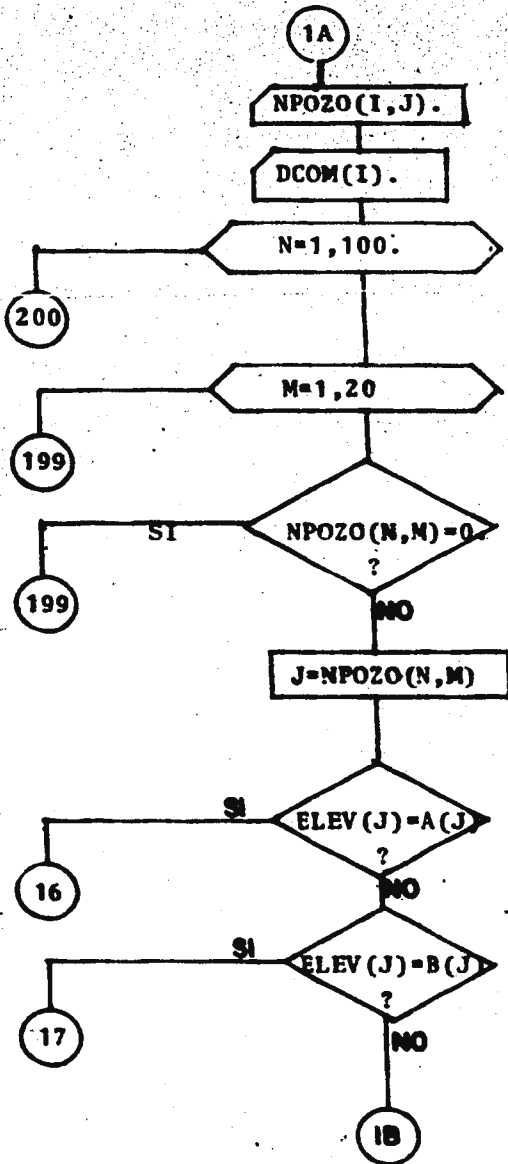 1A
NPOZO(I,J).
DCOM(I).
N=1,100.
200
M=1,20
199
SI
NPOZO(N,M)=0.
?
199
NO
J=NPOZO(N,M)
SI
ELEV(J)=A(J)
?
16
NO
SI
ELEV(J)=B(J)
?
17
NO
1B